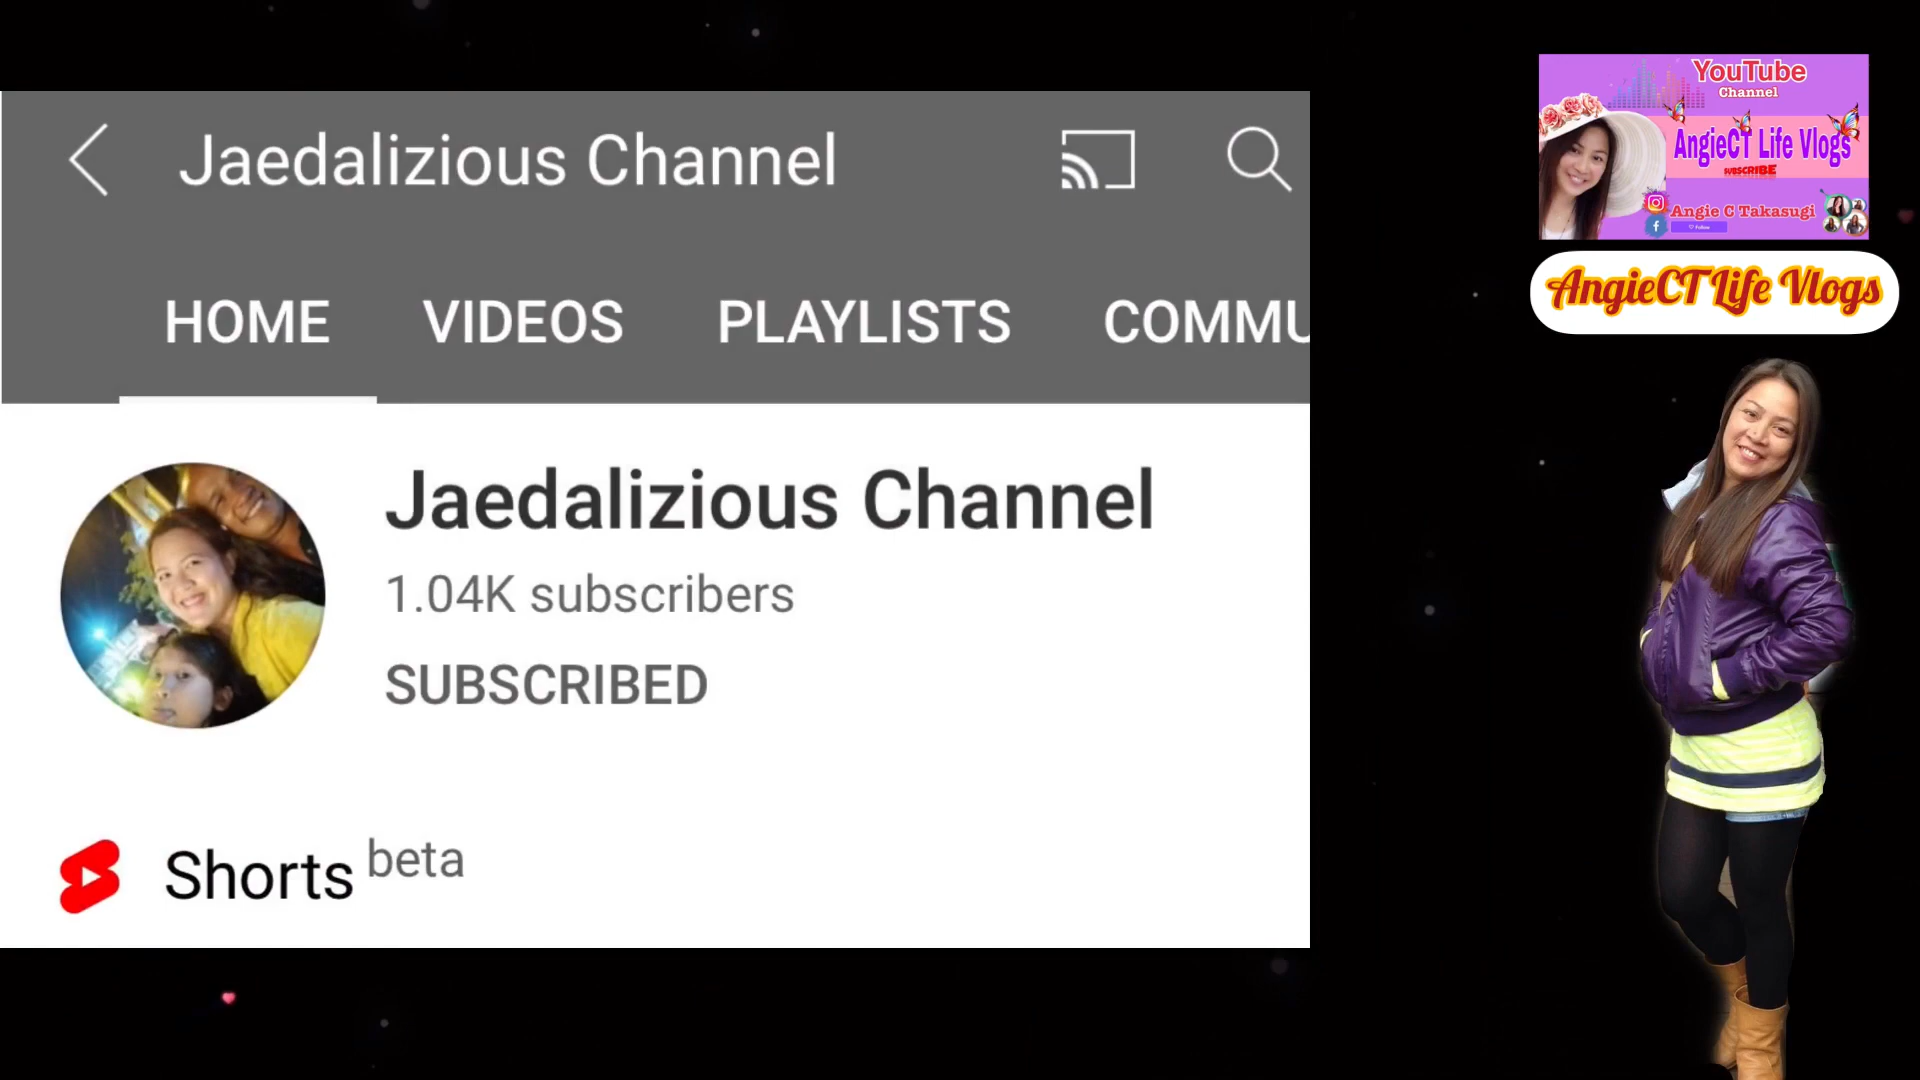 Jaedalizious Channel
HOME VIDEOS PLAYLISTS COMMU
Jaedalizious Channel
1.04K subscribers
SUBSCRIBED
Shorts beta
YouTube
Channel
AngieCT Life Vlogs
SUBSCRIBE
Angie C Takasugi
Follow
AngieCT Life Vlogs